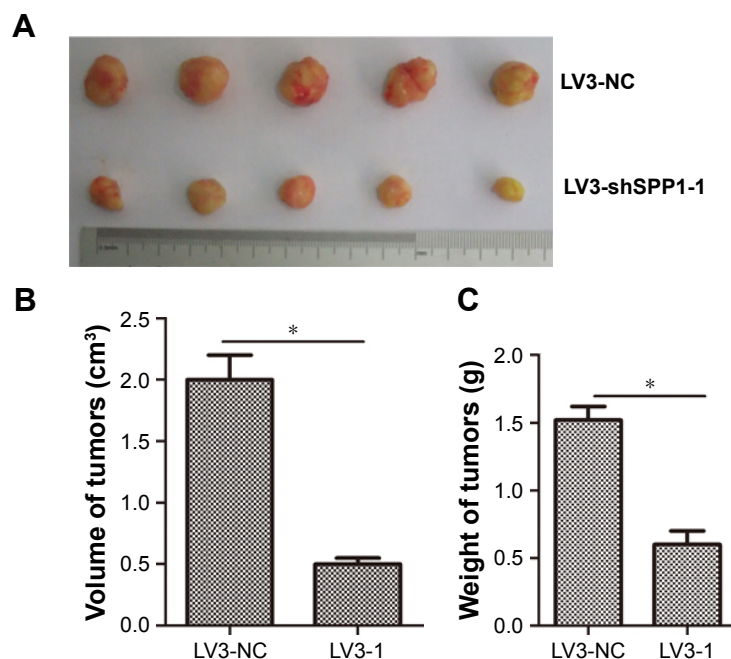 A
LV3-NC
LV3-shSPP1-1
B
Volume of tumors (cm³)
2.5
2.0
1.5
1.0
0.5
0.0
*
LV3-NC
LV3-1
C
Weight of tumors (g)
2.0
1.5
1.0
0.5
0.0
*
LV3-NC
LV3-1